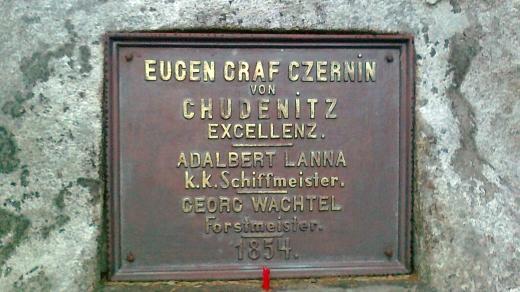 EUGEN GRAF CZERNIN
VON
CHUDENITZ
EXCELLENZ.
ADALBERT LANNA
k.k. Schiffmeister.
GEORG WACHTEL
Forstmeister.
1854.